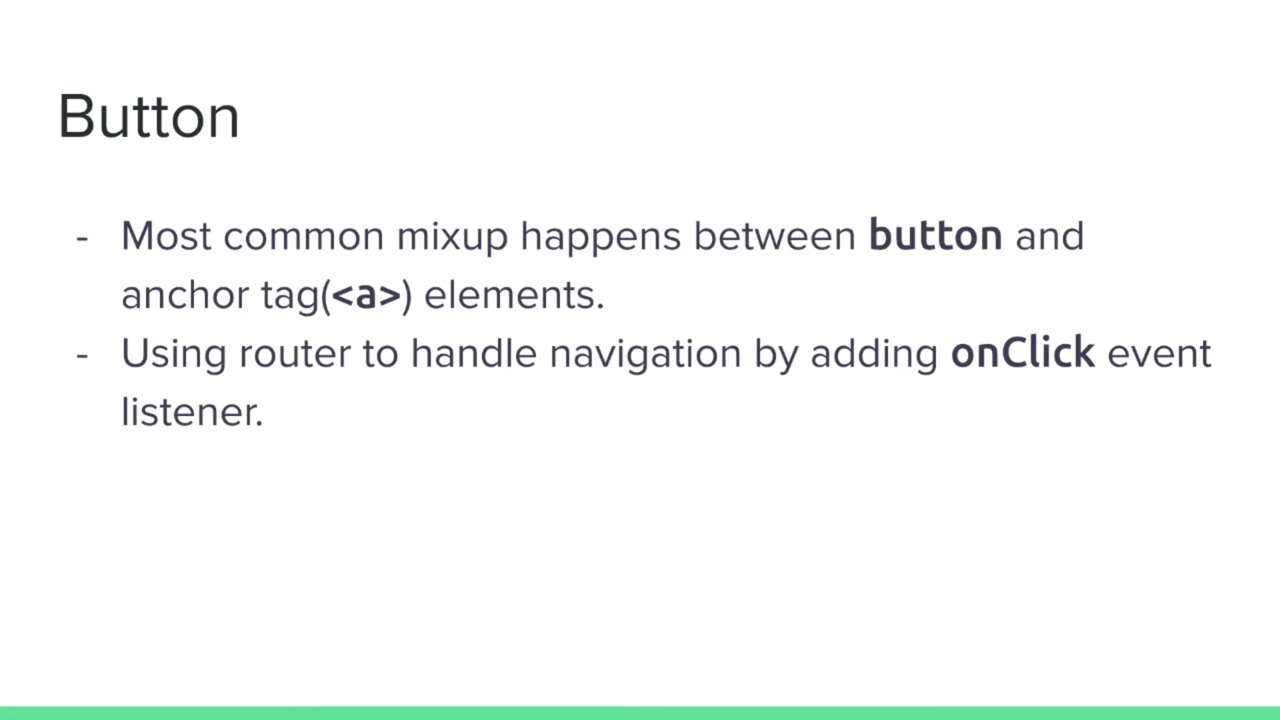 Button
- Most common mixup happens between button and
anchor tag(<a>) elements.
- Using router to handle navigation by adding onClick event
listener.